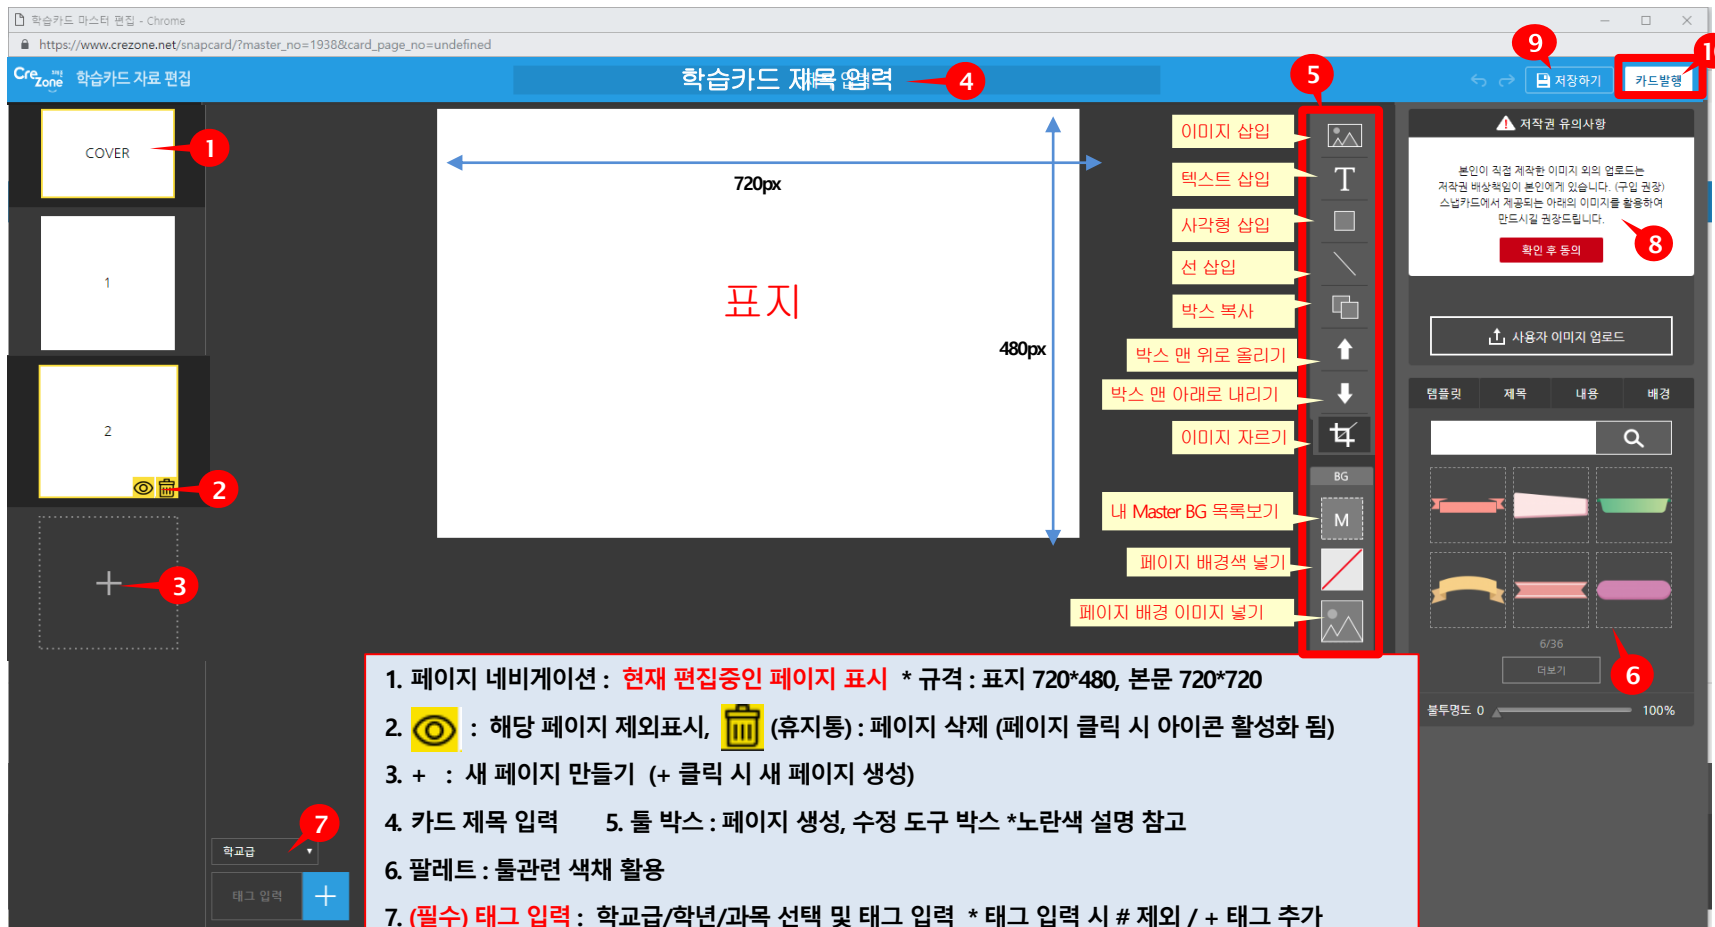 학습카드 마스터 편집 - Chrome
https://www.crezone.net/snapcard/?master_no=1938&card_page_no=undefined
Crezone 학습카드 자료 편집
학습카드 제목 입력
4
5
9
저장하기
10
카드발행
COVER
1
1
2
2
3
720px
표지
480px
이미지 삽입
텍스트 삽입
T
사각형 삽입
선 삽입
박스 복사
박스 맨 위로 올리기
박스 맨 아래로 내리기
이미지 자르기
BG
내 Master BG 목록보기
M
페이지 배경색 넣기
페이지 배경 이미지 넣기
저작권 유의사항
본인이 직접 제작한 이미지 외의 업로드는
저작권 배상책임이 본인에게 있습니다. (구입 권장)
스냅카드에서 제공되는 아래의 이미지를 활용하여
만드시길 권장드립니다.
8
확인 후 동의
사용자 이미지 업로드
템플릿 제목 내용 배경
6/36
더보기
6
불투명도 0 100%
7
학교급
태그 입력
1. 페이지 네비게이션 : 현재 편집중인 페이지 표시 * 규격 : 표지 720*480, 본문 720*720
2. : 해당 페이지 제외표시, (휴지통) : 페이지 삭제 (페이지 클릭 시 아이콘 활성화 됨)
3. + : 새 페이지 만들기 (+ 클릭 시 새 페이지 생성)
4. 카드 제목 입력 5. 툴 박스 : 페이지 생성, 수정 도구 박스 *노란색 설명 참고
6. 팔레트 : 툴관련 색채 활용
7. (필수) 태그 입력 : 학교급/학년/과목 선택 및 태그 입력 * 태그 입력 시 # 제외 / + 태그 추가